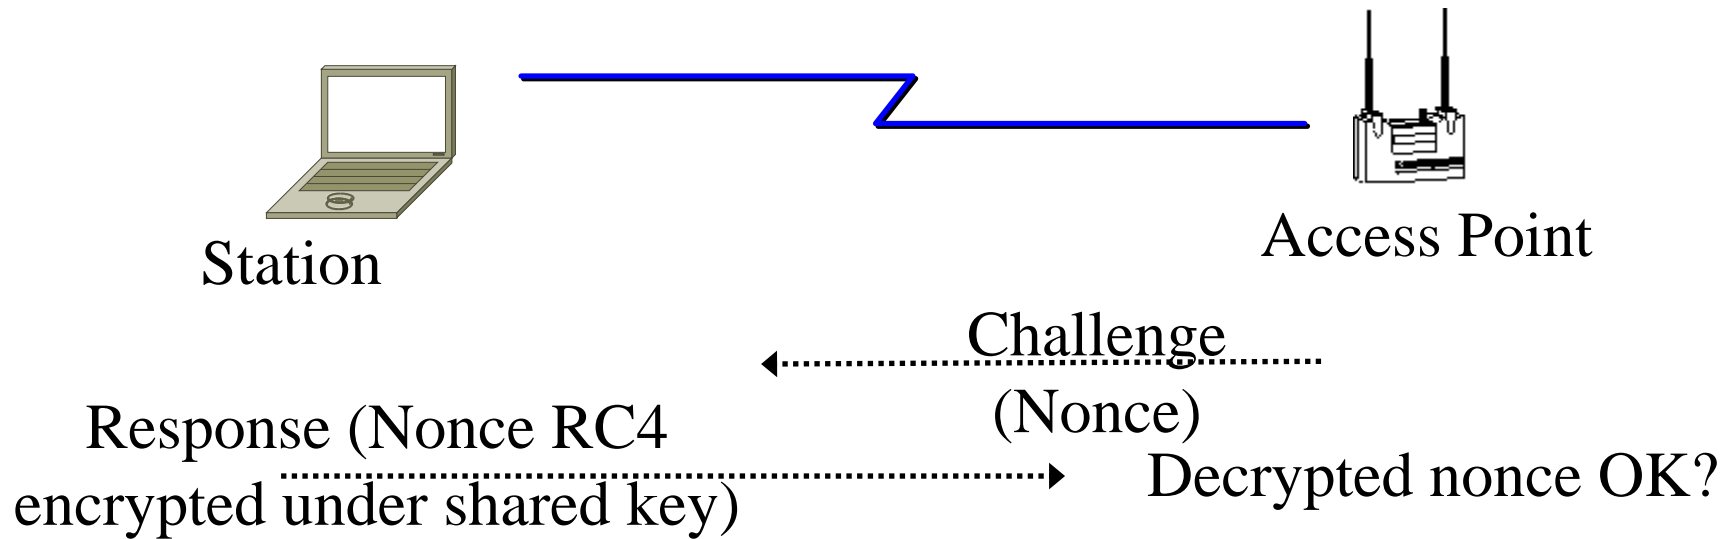 Station
Access Point
Challenge
(Nonce)
Response (Nonce RC4
encrypted under shared key)
Decrypted nonce OK?